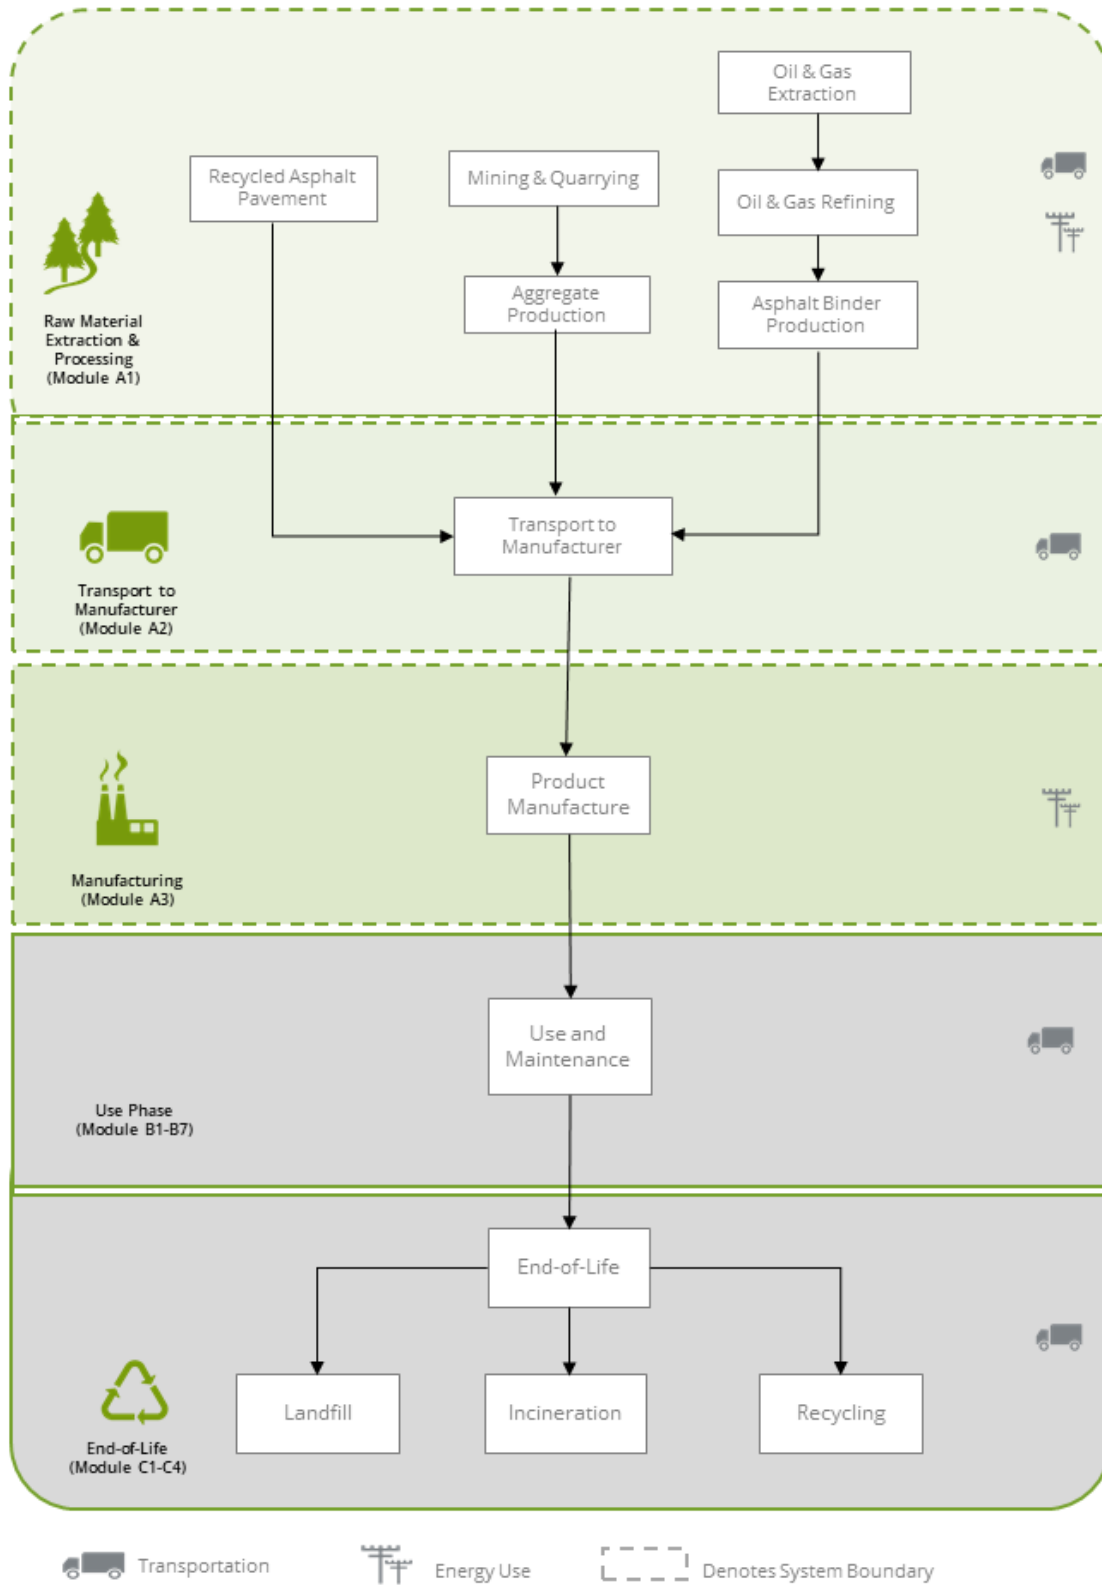 Oil & Gas
Extraction
Recycled Asphalt
Pavement
Mining & Quarrying
Oil & Gas Refining
Aggregate
Production
Asphalt Binder
Production
Raw Material
Extraction &
Processing
(Module A1)
Transport to
Manufacturer
Transport to
Manufacturer
(Module A2)
Product
Manufacture
Manufacturing
(Module A3)
Use and
Maintenance
Use Phase
(Module B1-B7)
End-of-Life
Landfill
Incineration
Recycling
End-of-Life
(Module C1-C4)
Transportation
Energy Use
Denotes System Boundary